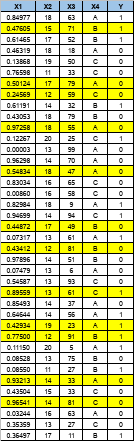 X1 X2 X3 X4 Y
0.84977 18 63 A 1
0.47605 15 71 B 1
0.61465 17 52 B 1
0.46319 18 18 A 0
0.13868 19 50 C 0
0.76598 11 33 C 0
0.50124 17 79 A 0
0.24569 12 59 C 0
0.61191 14 32 B 1
0.43053 18 79 B 0
0.97258 18 55 A 0
0.12267 20 25 C 1
0.00003 13 99 A 0
0.96298 14 70 A 0
0.54834 18 47 A 0
0.83034 16 65 C 0
0.00860 16 58 C 0
0.82984 18 9 A 1
0.94699 14 94 C 1
0.44872 17 49 B 0
0.07317 13 61 A 1
0.43412 12 81 B 0
0.97896 14 51 B 0
0.07479 13 6 A 0
0.54587 13 93 C 0
0.89559 13 61 C 1
0.85493 14 37 A 0
0.64644 14 56 A 1
0.42934 19 23 A 1
0.77500 12 91 B 1
0.11150 20 5 A 1
0.08528 13 75 B 0
0.08550 11 27 B 1
0.93213 14 33 A 0
0.43504 15 33 C 0
0.96541 14 81 C 0
0.03244 16 63 A 0
0.35359 13 27 C 0
0.36497 17 11 B 0